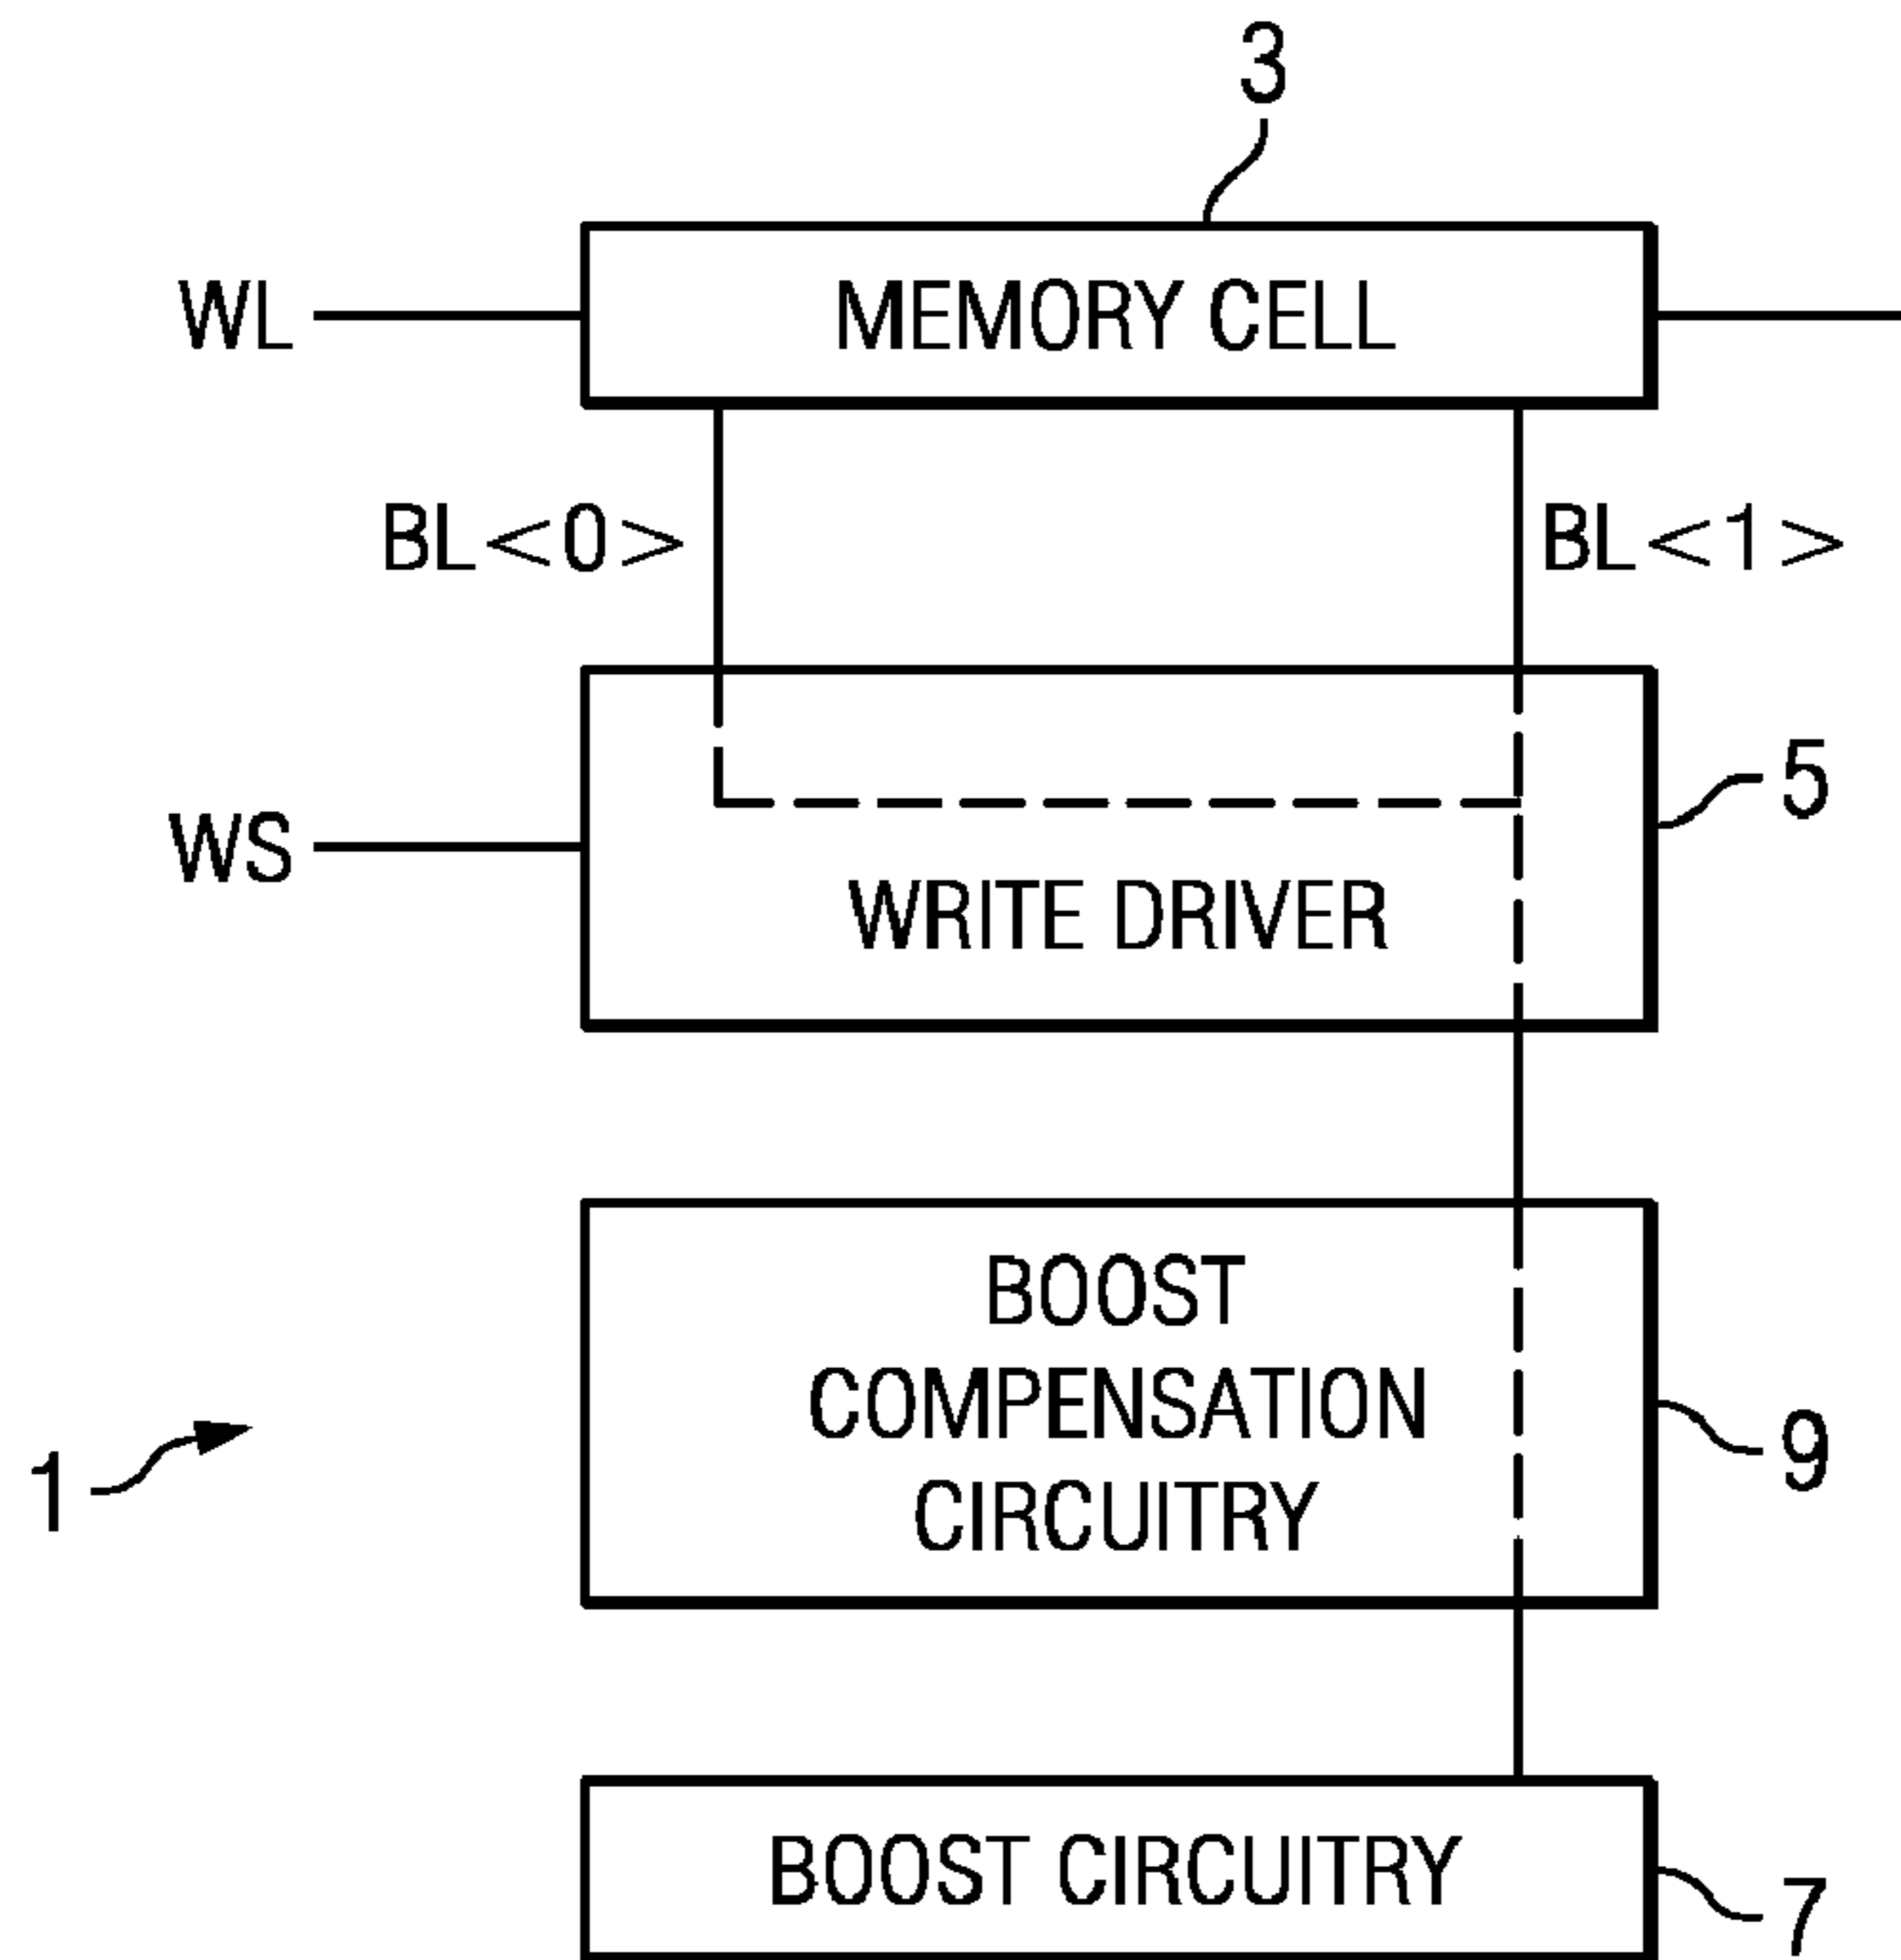 3
WL
MEMORY CELL
BL<0>
BL<1>
5
WS
WRITE DRIVER
BOOST
COMPENSATION
CIRCUITRY
9
1
BOOST CIRCUITRY
7